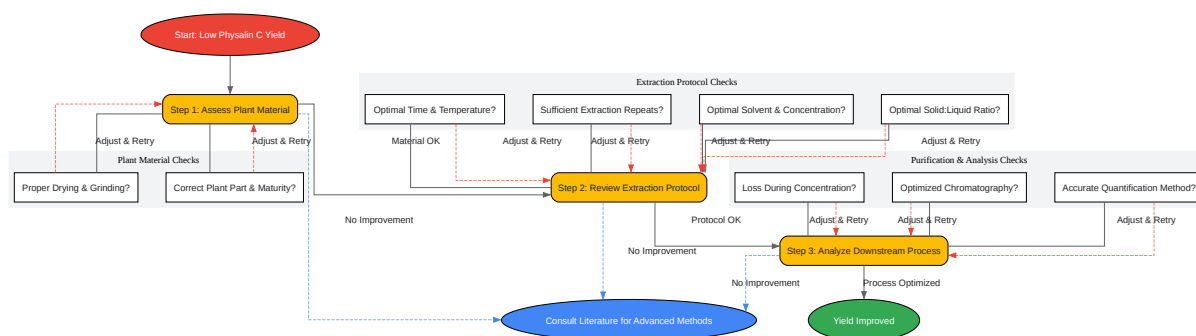 Start: Low Physalin C Yield
Extraction Protocol Checks
Step 1: Assess Plant Material
Optimal Time & Temperature?
Sufficient Extraction Repeats?
Optimal Solvent & Concentration?
Optimal Solid:Liquid Ratio?
Adjust & Retry
Adjust & Retry
Material OK
Adjust & Retry
Adjust & Retry
Adjust & Retry
Adjust & Retry
Plant Material Checks
Purification & Analysis Checks
Proper Drying & Grinding?
Correct Plant Part & Maturity?
Step 2: Review Extraction Protocol
Loss During Concentration?
Optimized Chromatography?
Accurate Quantification Method?
No Improvement
Protocol OK
Adjust & Retry
Adjust & Retry
Adjust & Retry
No Improvement
Step 3: Analyze Downstream Process
No Improvement
Process Optimized
Consult Literature for Advanced Methods
Yield Improved